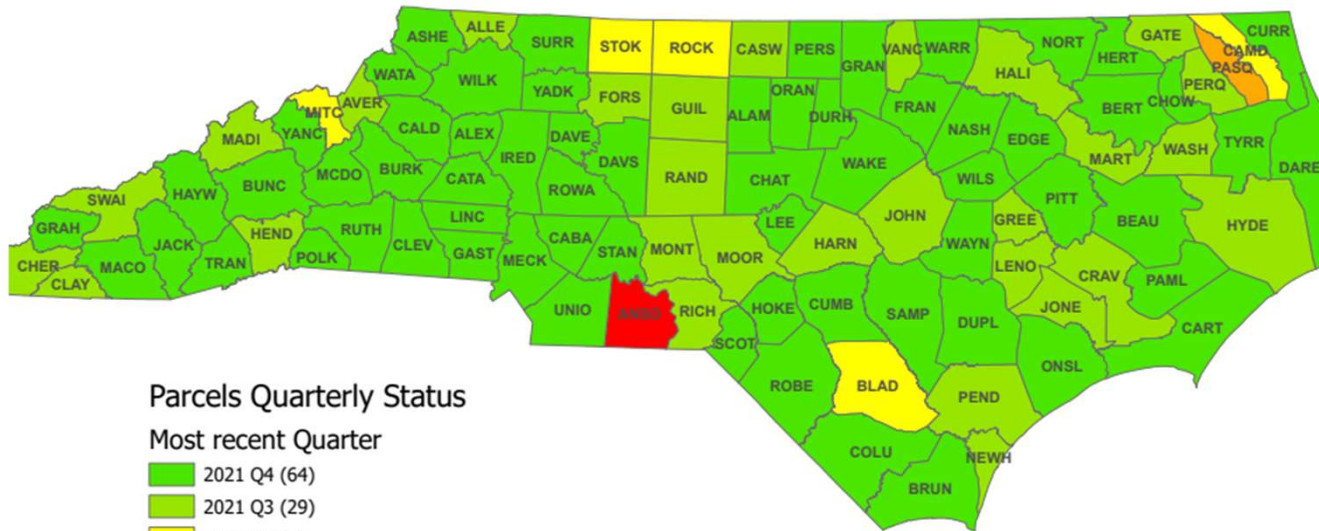 ASHE
ALLE
SURR
STOK
ROCK
CASW
PERS
GRAN
VANC
WARR
NORT
HERT
GATE
CURR
CAMD
PASQ
PERQ
CHOW
WATA
WILK
YADK
FORS
GUIL
ALAM
ORAN
DURH
FRAN
HALI
BERT
MITC
AVER
MADI
YANC
CALD
ALEX
IRED
DAVE
DAVS
RAND
CHAT
WAKE
NASH
EDGE
MART
WASH
TYRR
DARE
SWAI
HAYW
BUNC
MCDO
BURK
CATA
ROWA
WILS
PITT
BEAU
HYDE
GRAH
JACK
HEND
RUTH
CLEV
LINC
GAST
CABA
STAN
MONT
MOOR
LEE
HARN
JOHN
WAYN
GREE
LENO
CRAV
PAML
CHER
CLAY
MACO
TRAN
POLK
MECK
UNIO
ANSO
RICH
HOKE
CUMB
SAMP
DUPL
JONE
CART
SCOT
ROBE
BLAD
PEND
ONSL
COLU
NEWH
BRUN
Parcels Quarterly Status
Most recent Quarter
2021 Q4 (64)
2021 Q3 (29)